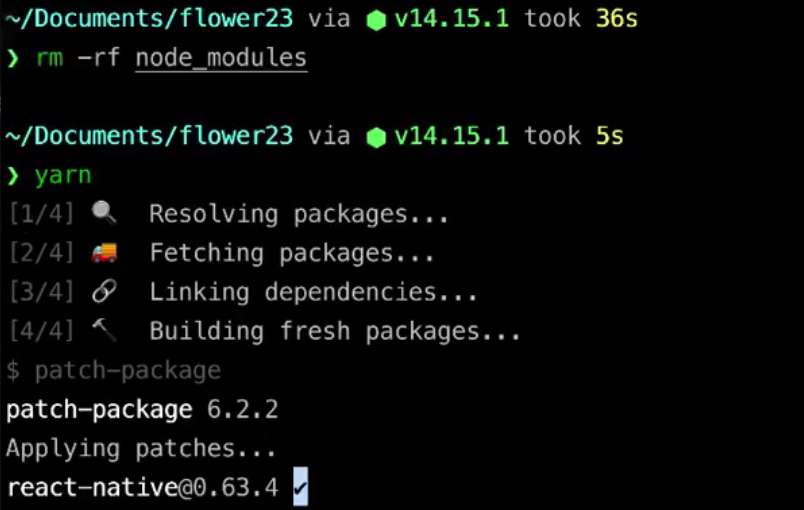 ~/Documents/flower23 via ⬢ v14.15.1 took 36s
❯ rm -rf node_modules
~/Documents/flower23 via ⬢ v14.15.1 took 5s
❯ yarn
[1/4] 🔍 Resolving packages...
[2/4] 🚚 Fetching packages...
[3/4] 🔗 Linking dependencies...
[4/4] 🔨 Building fresh packages...
$ patch-package
patch-package 6.2.2
Applying patches...
react-native@0.63.4 ✔